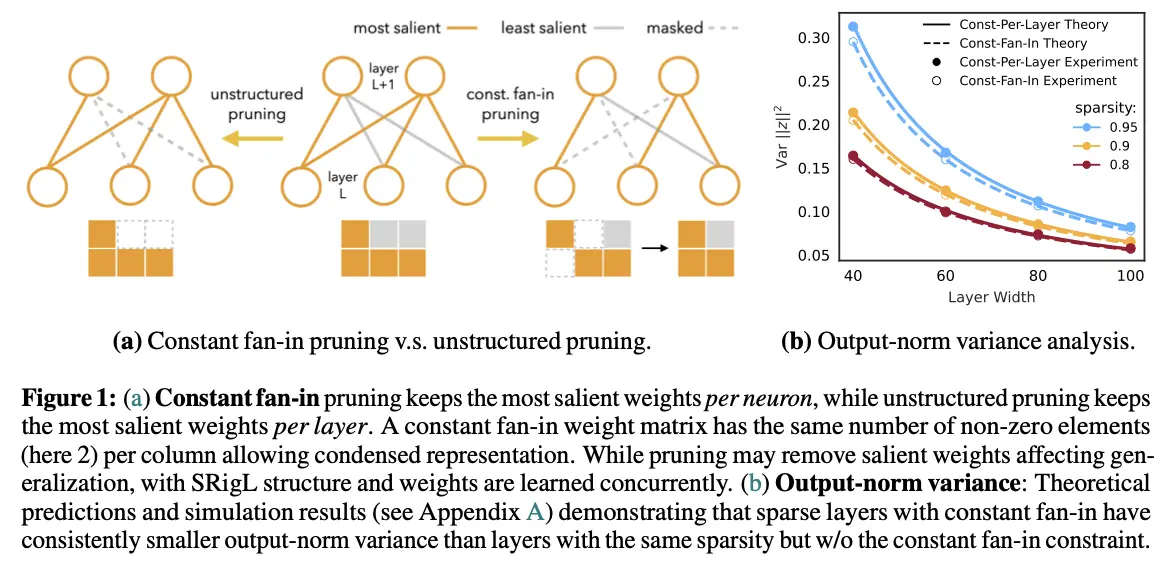 most salient least salient masked
unstructured
pruning
layer
L+1
const. fan-in
pruning
layer
L
(a) Constant fan-in pruning v.s. unstructured pruning.
Var ||z||²
0.30
0.25
0.20
0.15
0.10
0.05
Const-Per-Layer Theory
Const-Fan-In Theory
Const-Per-Layer Experiment
Const-Fan-In Experiment
sparsity:
0.95
0.9
0.8
40 60 80 100
Layer Width
(b) Output-norm variance analysis.
Figure 1: (a) Constant fan-in pruning keeps the most salient weights per neuron, while unstructured pruning keeps
the most salient weights per layer. A constant fan-in weight matrix has the same number of non-zero elements
(here 2) per column allowing condensed representation. While pruning may remove salient weights affecting gen-
eralization, with SRigL structure and weights are learned concurrently. (b) Output-norm variance: Theoretical
predictions and simulation results (see Appendix A) demonstrating that sparse layers with constant fan-in have
consistently smaller output-norm variance than layers with the same sparsity but w/o the constant fan-in constraint.